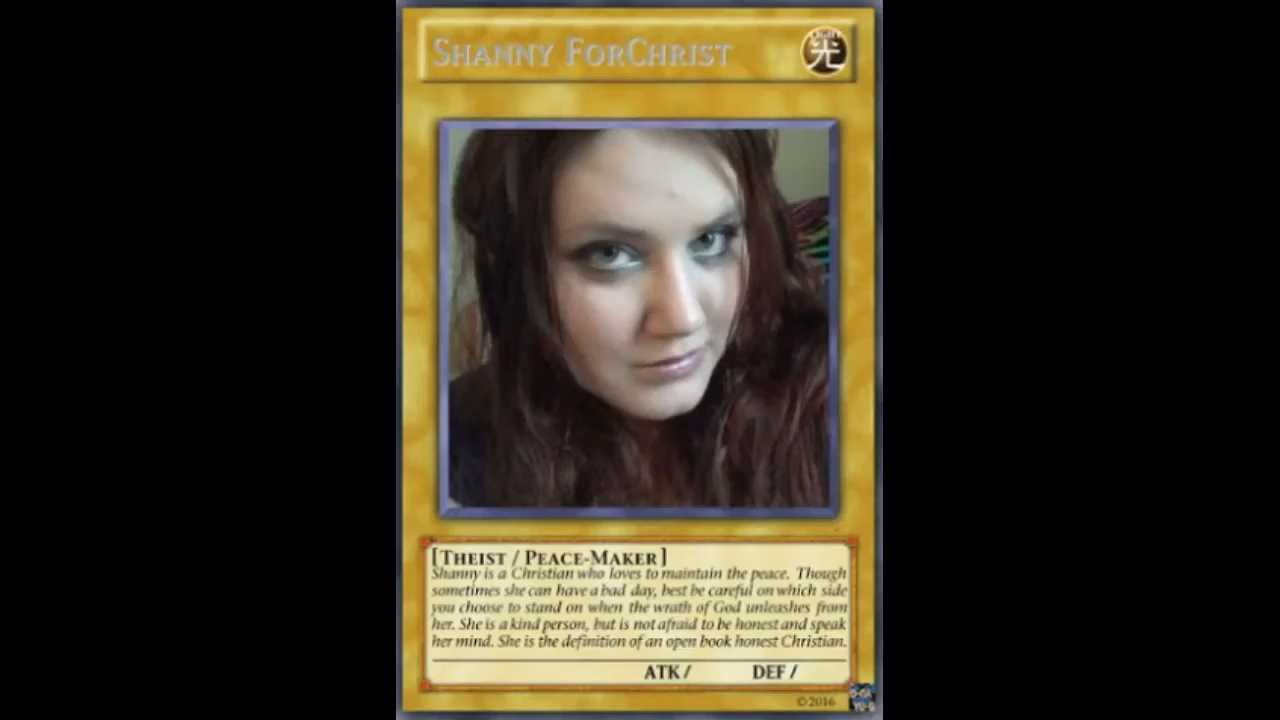 Shanny ForChrist
LIGHT
光
[Theist / Peace-Maker]
Shanny is a Christian who loves to maintain the peace. Though
sometimes she can have a bad day, best be careful on which side
you choose to stand on when the wrath of God unleashes from
her. She is a kind person, but is not afraid to be honest and speak
her mind. She is the definition of an open book honest Christian.
ATK / DEF /
©2016